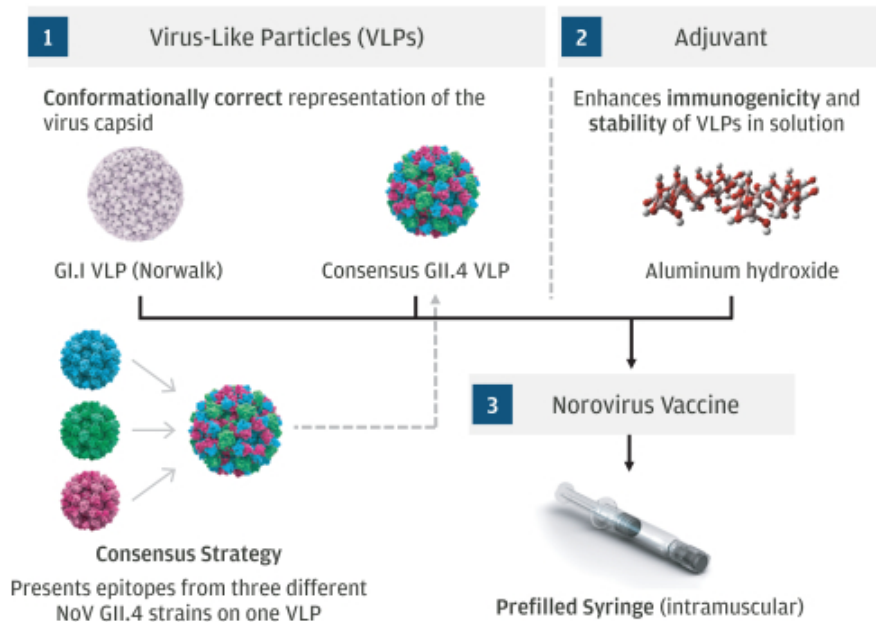 1
Virus-Like Particles (VLPs)
2
Adjuvant
Conformationally correct representation of the
virus capsid
Enhances immunogenicity and
stability of VLPs in solution
GI.I VLP (Norwalk)
Consensus GII.4 VLP
Aluminum hydroxide
3
Norovirus Vaccine
Consensus Strategy
Presents epitopes from three different
NoV GII.4 strains on one VLP
Prefilled Syringe (intramuscular)